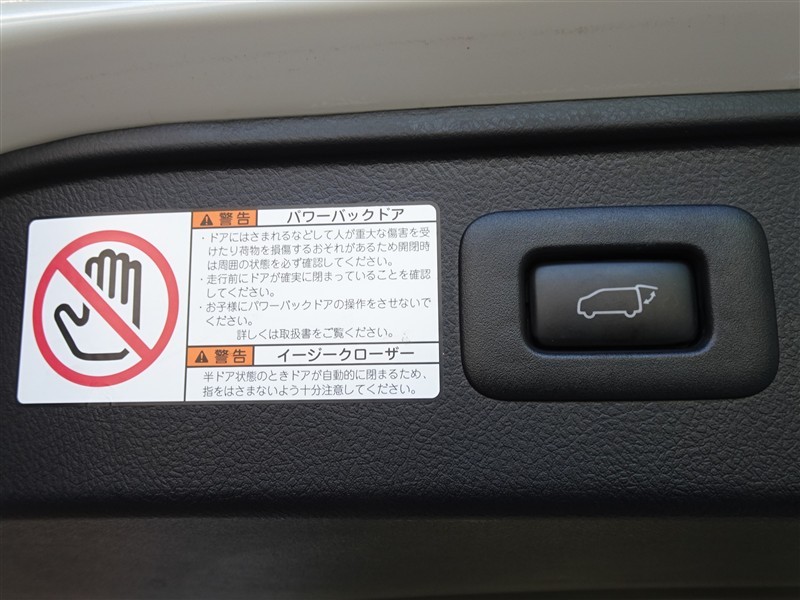 警告 パワーバックドア
・ドアにはさまれるなどして人が重大な傷害を受
けたり荷物を損傷するおそれがあるため開閉時
は周囲の状態を必ず確認してください。
・走行前にドアが確実に閉まっていることを確認
してください。
・お子様にパワーバックドアの操作をさせないで
ください。
詳しくは取扱書をご覧ください。
警告 イージークローザー
半ドア状態のときドアが自動的に閉まるため、
指をはさまないよう十分注意してください。